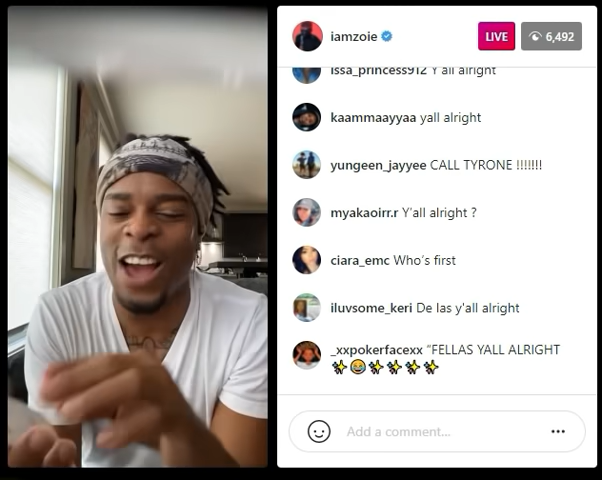 iamzoie
LIVE
6,492
issa_princess912 Y'all alright
kaammaayyaa yall alright
yungeen_jayyee CALL TYRONE !!!!!!!
myakaoirr.r Y'all alright ?
ciara_emc Who's first
iluvsome_keri De las y'all alright
_xxpokerfacexx "FELLAS YALL ALRIGHT
✨😂✨✨✨✨
Add a comment...